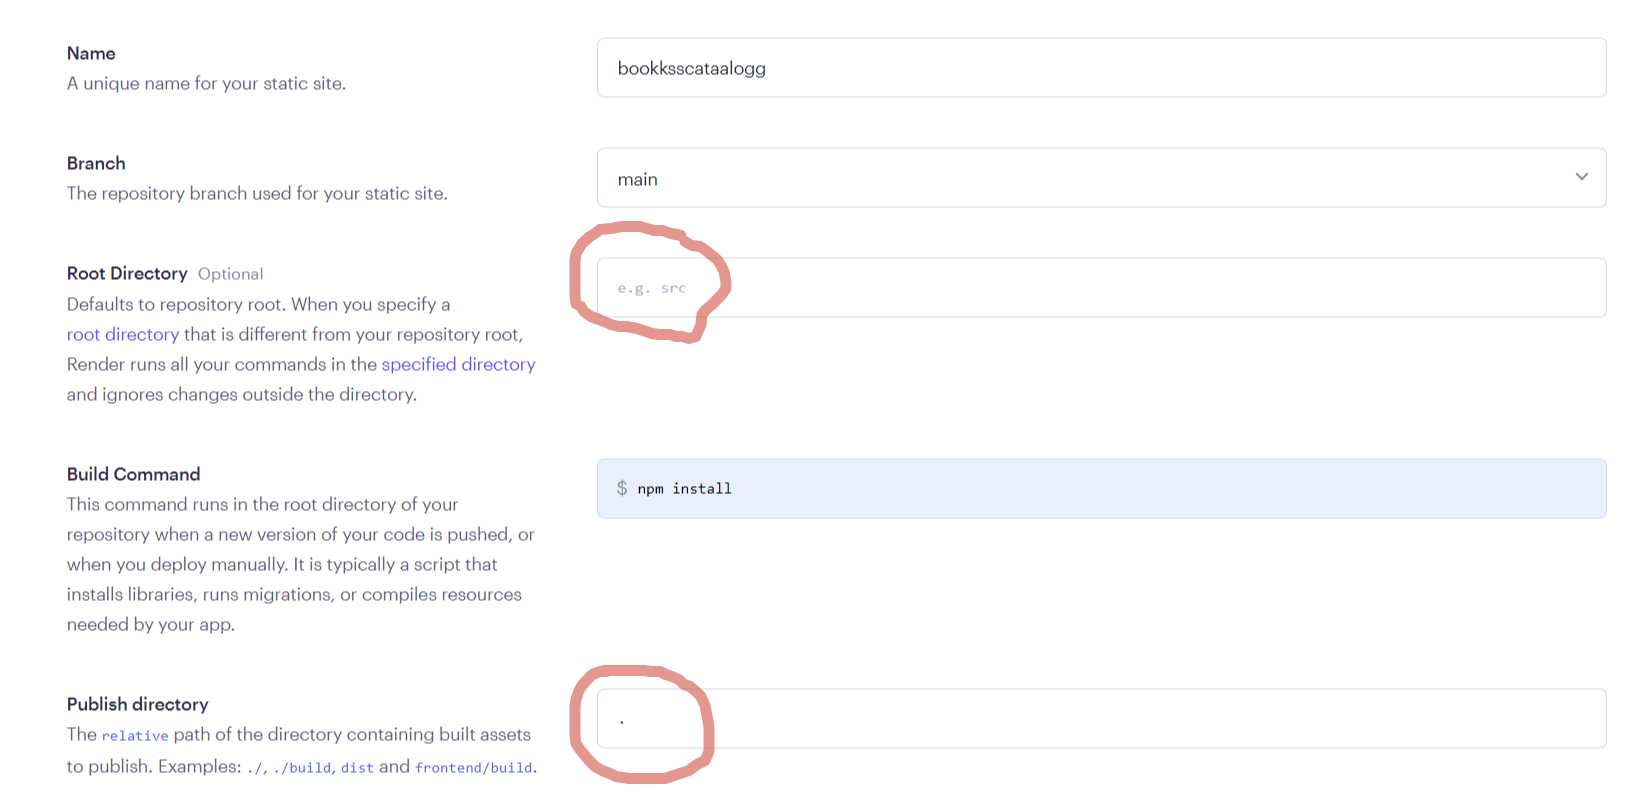 Name
A unique name for your static site.
bookksscataalogg
Branch
The repository branch used for your static site.
main
Root Directory Optional
Defaults to repository root. When you specify a
root directory that is different from your repository root,
Render runs all your commands in the specified directory
and ignores changes outside the directory.
e.g. src
Build Command
This command runs in the root directory of your
repository when a new version of your code is pushed, or
when you deploy manually. It is typically a script that
installs libraries, runs migrations, or compiles resources
needed by your app.
$ npm install
Publish directory
The relative path of the directory containing built assets
to publish. Examples: ./, ./build, dist and frontend/build.
.